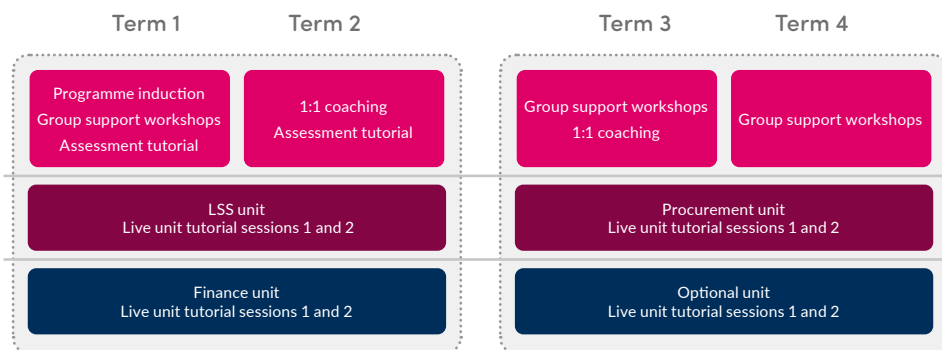 Term 1
Term 2
Term 3
Term 4
Programme induction
Group support workshops
Assessment tutorial
1:1 coaching
Assessment tutorial
Group support workshops
1:1 coaching
Group support workshops
LSS unit
Live unit tutorial sessions 1 and 2
Procurement unit
Live unit tutorial sessions 1 and 2
Finance unit
Live unit tutorial sessions 1 and 2
Optional unit
Live unit tutorial sessions 1 and 2